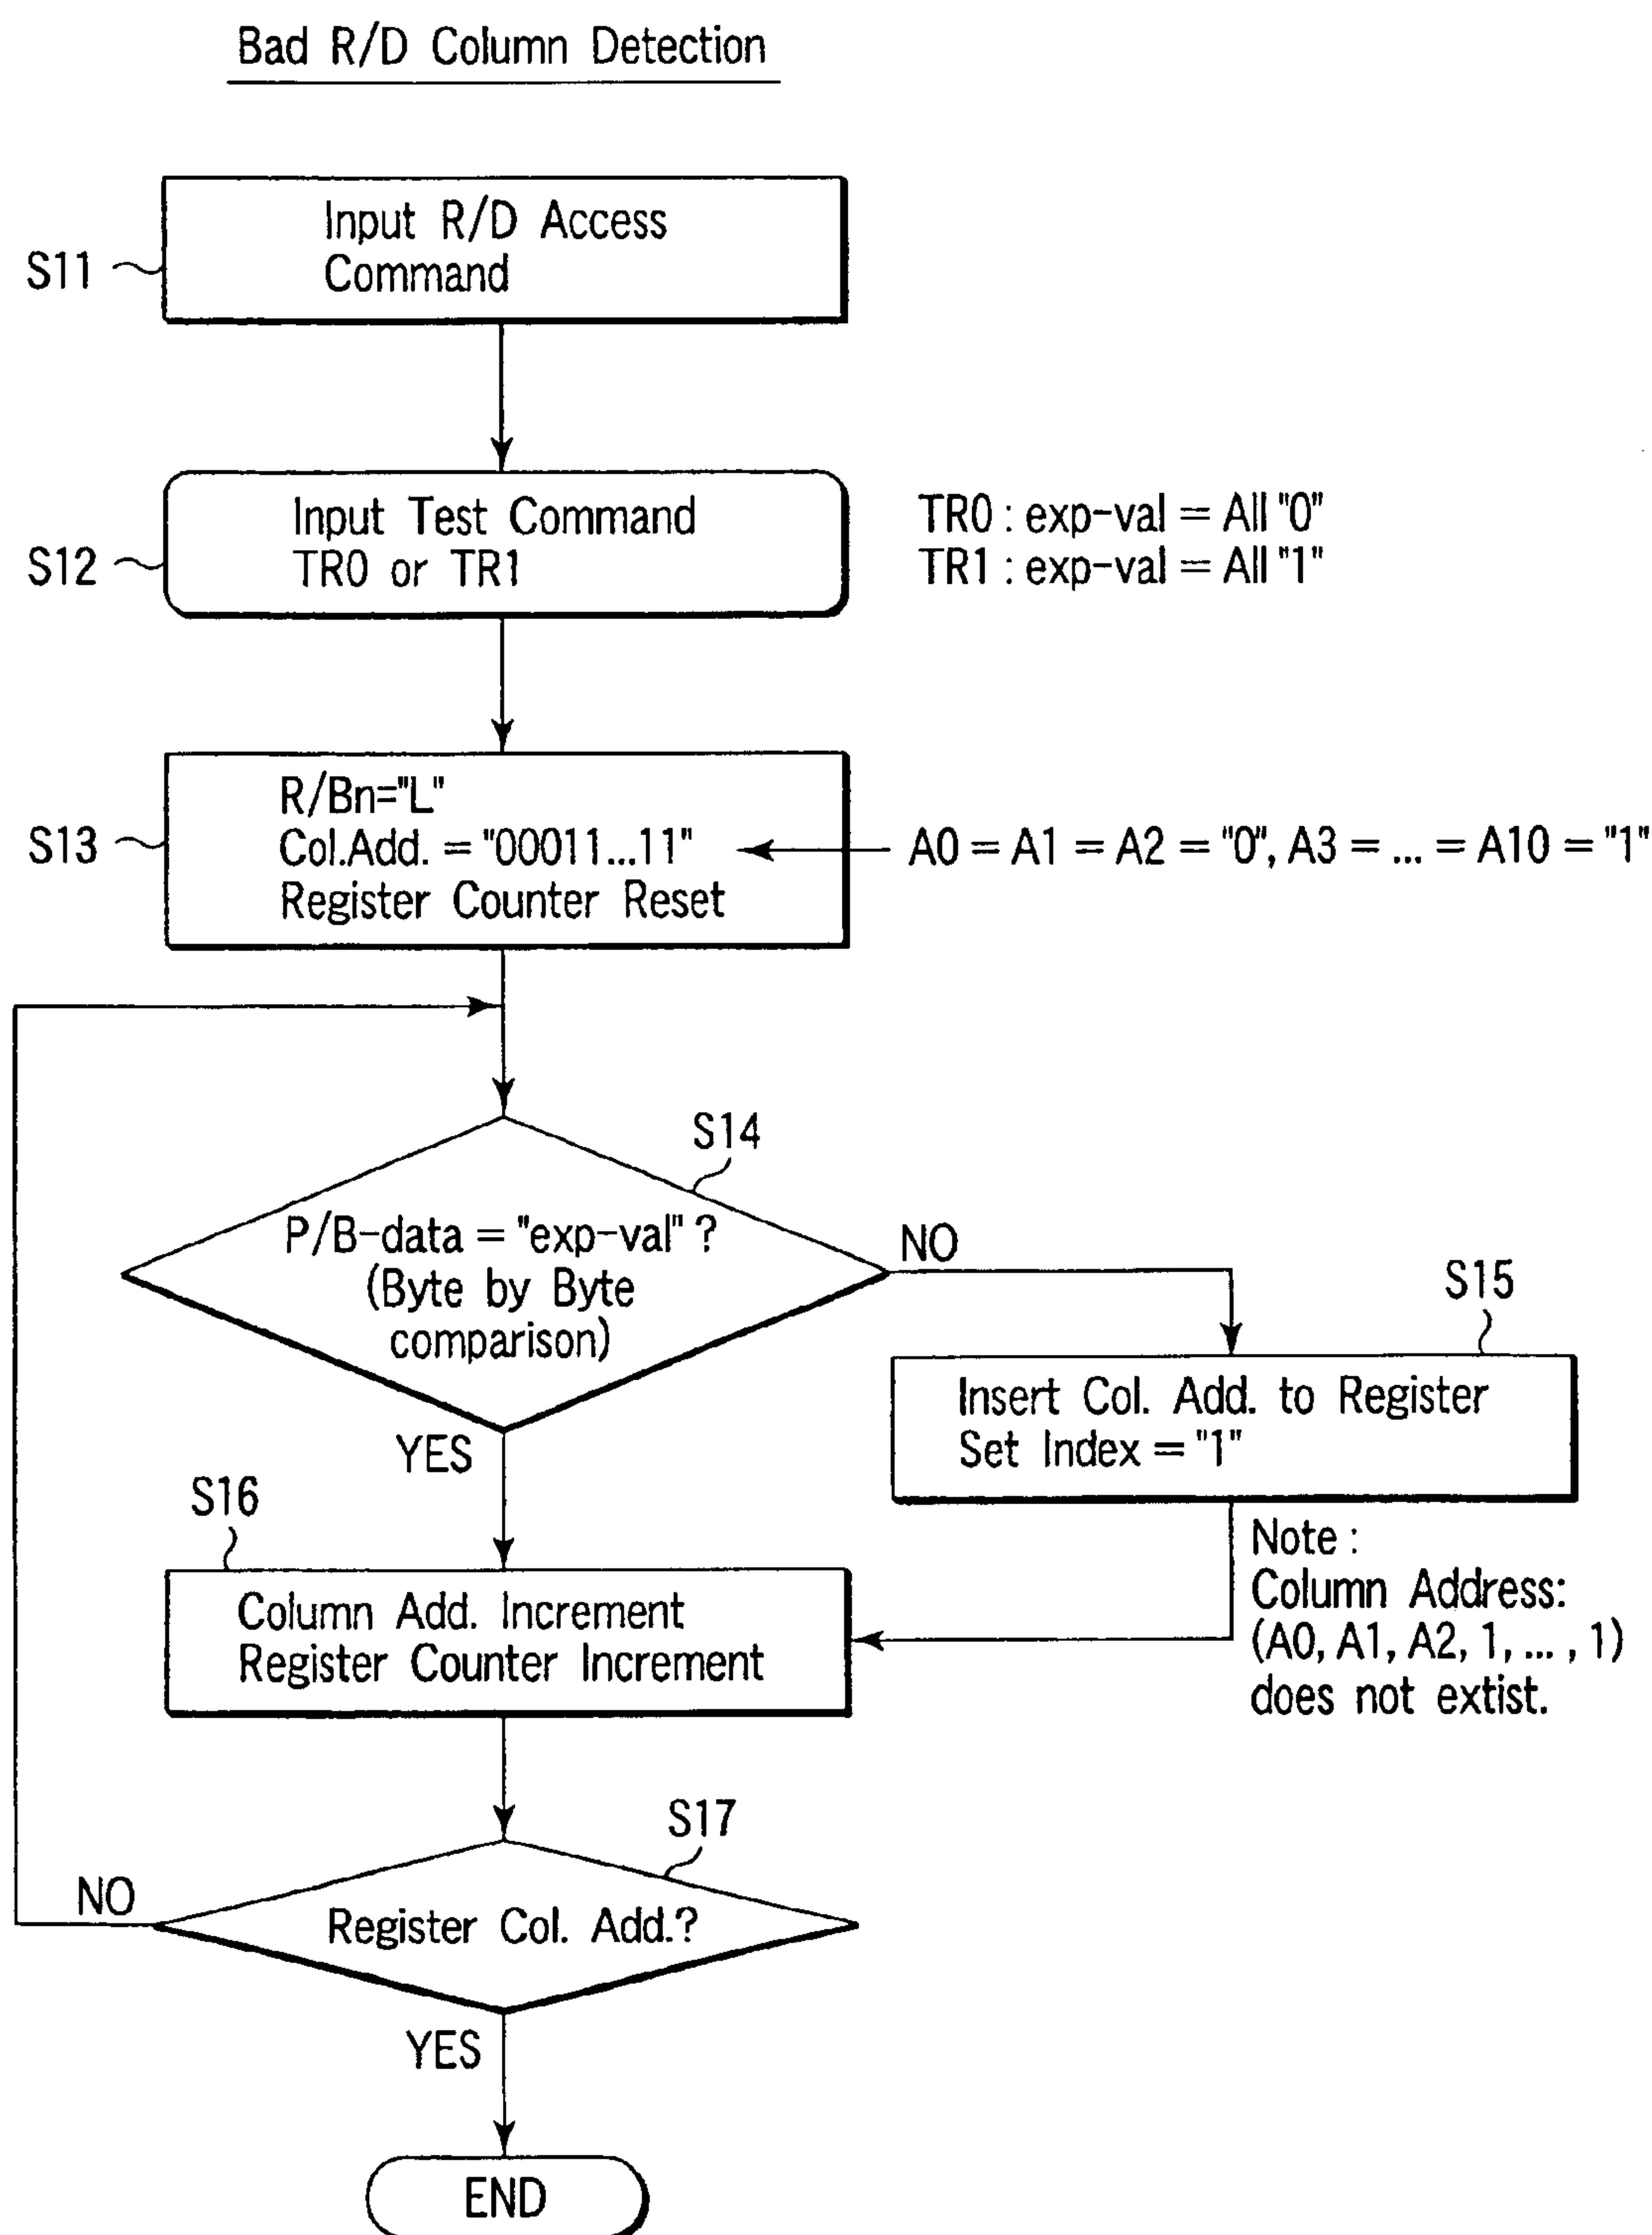 Bad R/D Column Detection
Input R/D Access
Command
S11
Input Test Command
TR0 or TR1
S12
TR0 : exp-val = All "0"
TR1 : exp-val = All "1"
R/Bn="L"
Col.Add. = "00011...11"
Register Counter Reset
S13
A0 = A1 = A2 = "0", A3 = ... = A10 = "1"
S14
P/B-data = "exp-val" ?
(Byte by Byte
comparison)
NO
YES
S15
Insert Col. Add. to Register
Set Index = "1"
Note :
Column Address:
(A0, A1, A2, 1, ... , 1)
does not extist.
S16
Column Add. Increment
Register Counter Increment
S17
Register Col. Add.?
NO
YES
END